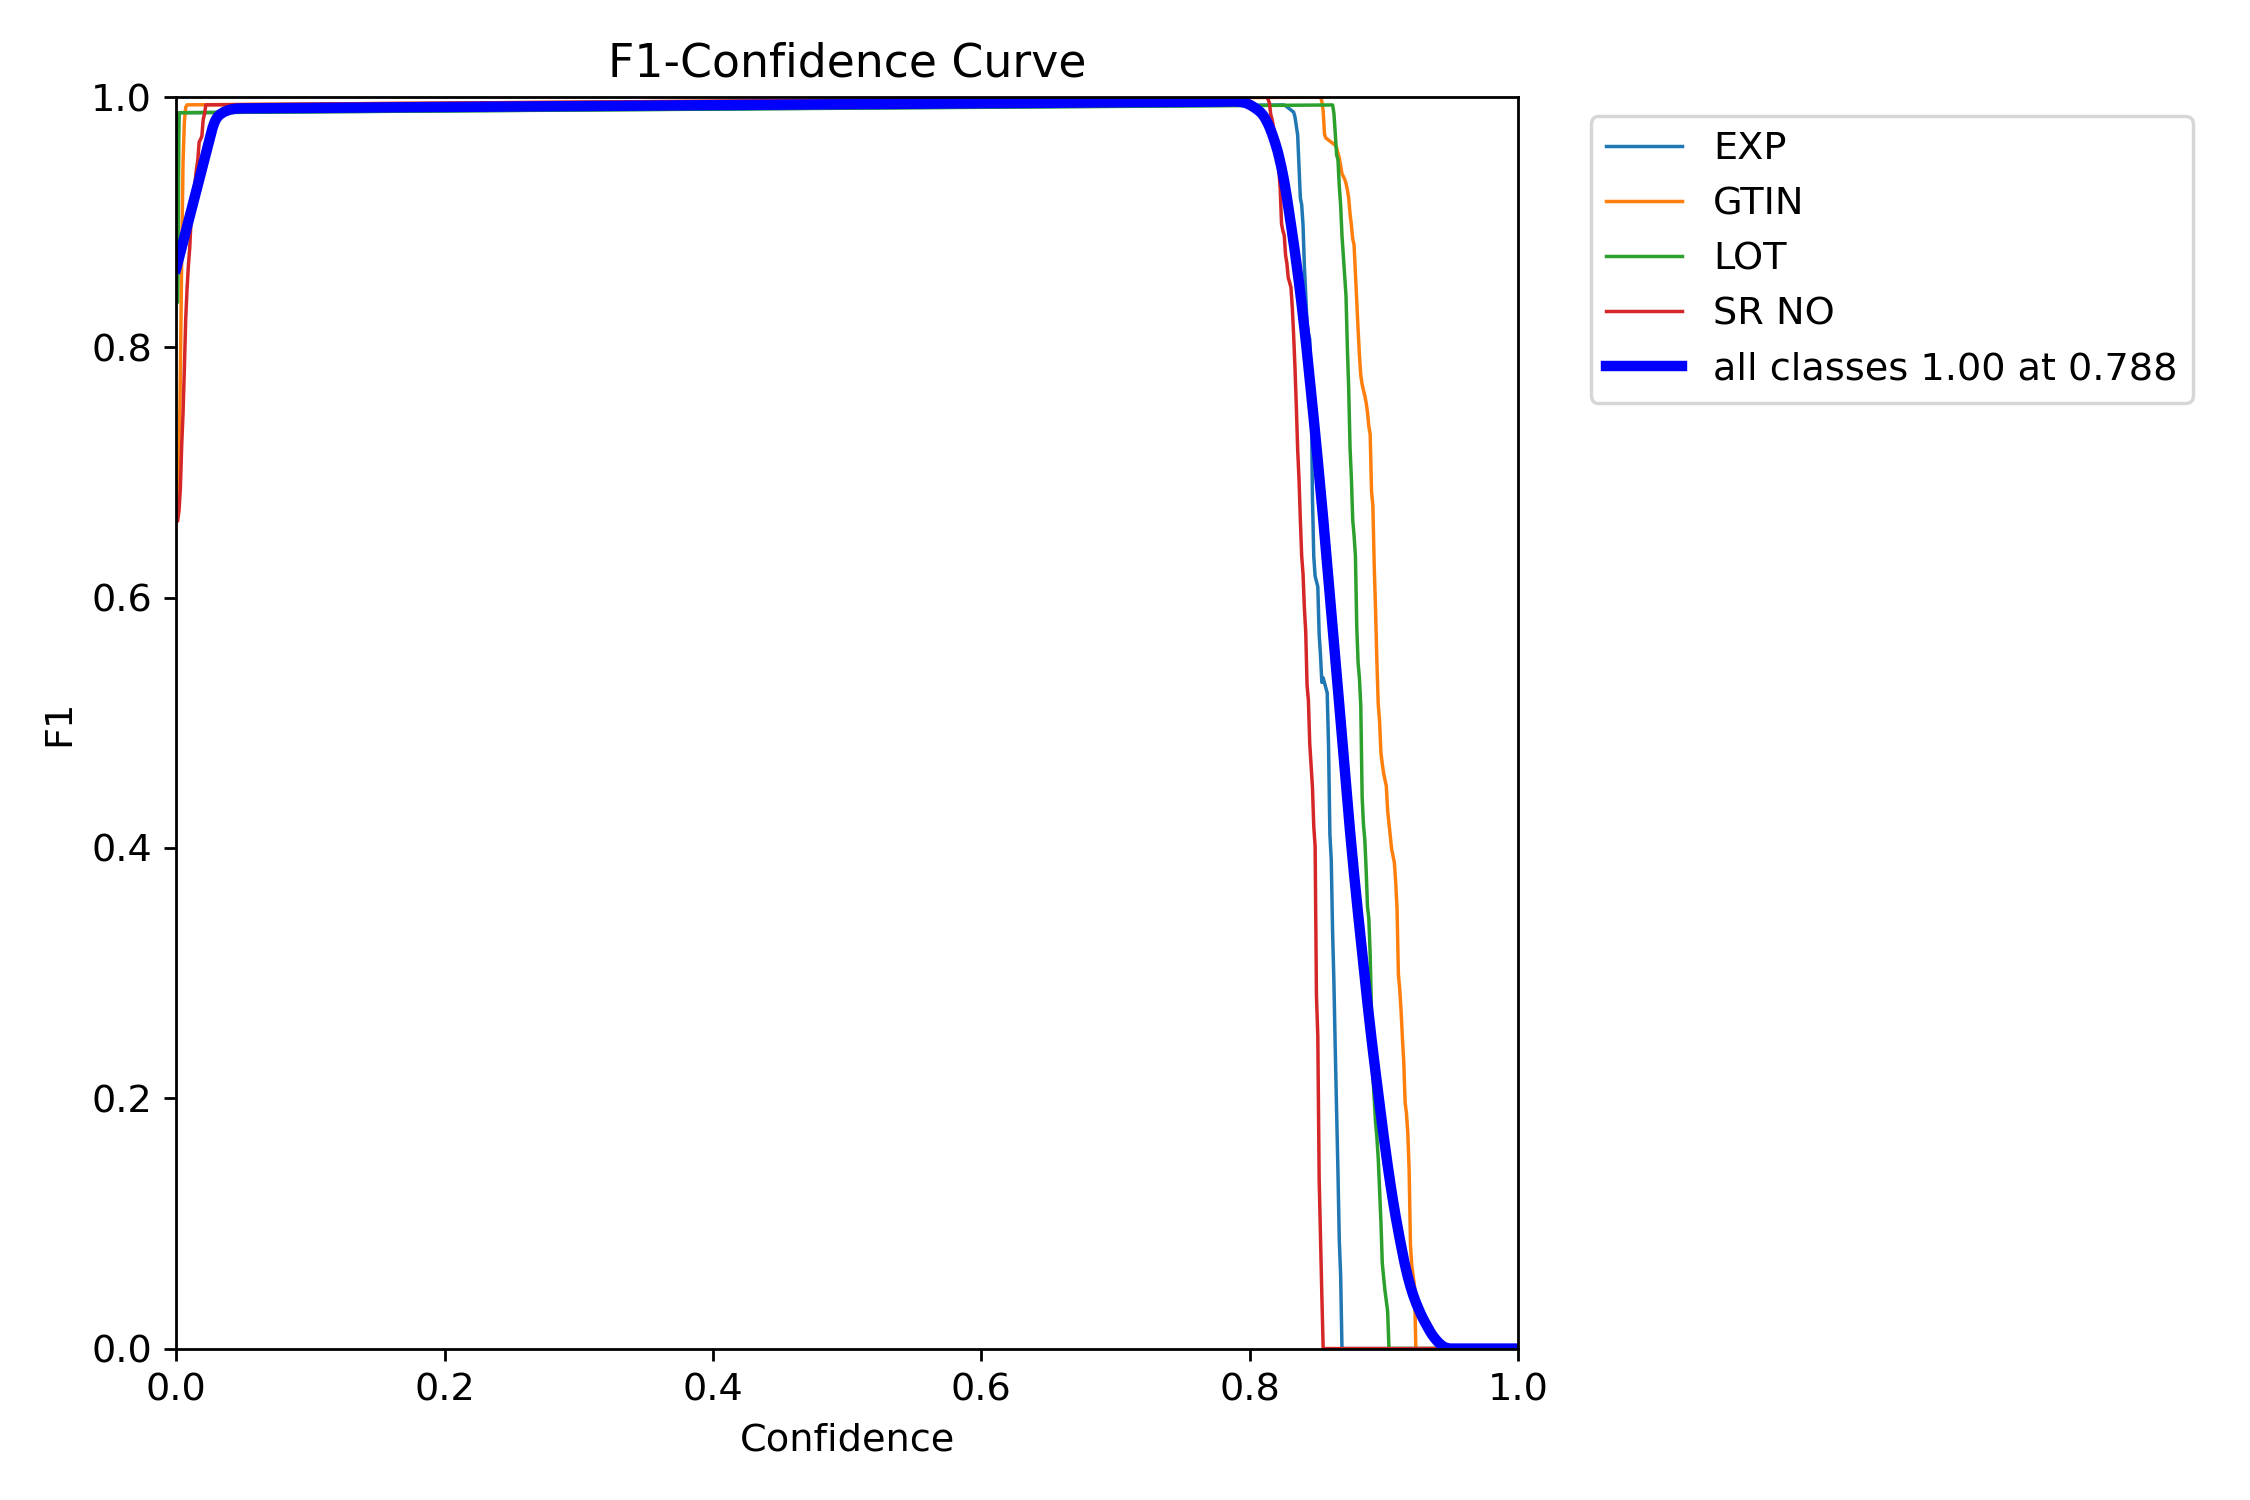 F1-Confidence Curve
1.0
0.8
0.6
0.4
0.2
0.0
F1
0.0 0.2 0.4 0.6 0.8 1.0
Confidence
EXP
GTIN
LOT
SR NO
all classes 1.00 at 0.788